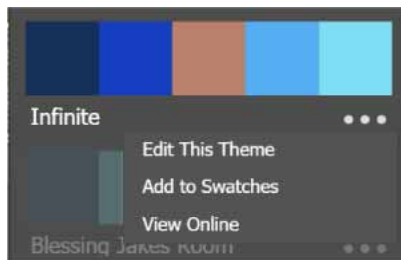 Infinite
Edit This Theme
Add to Swatches
View Online
Blessing Jakes Room